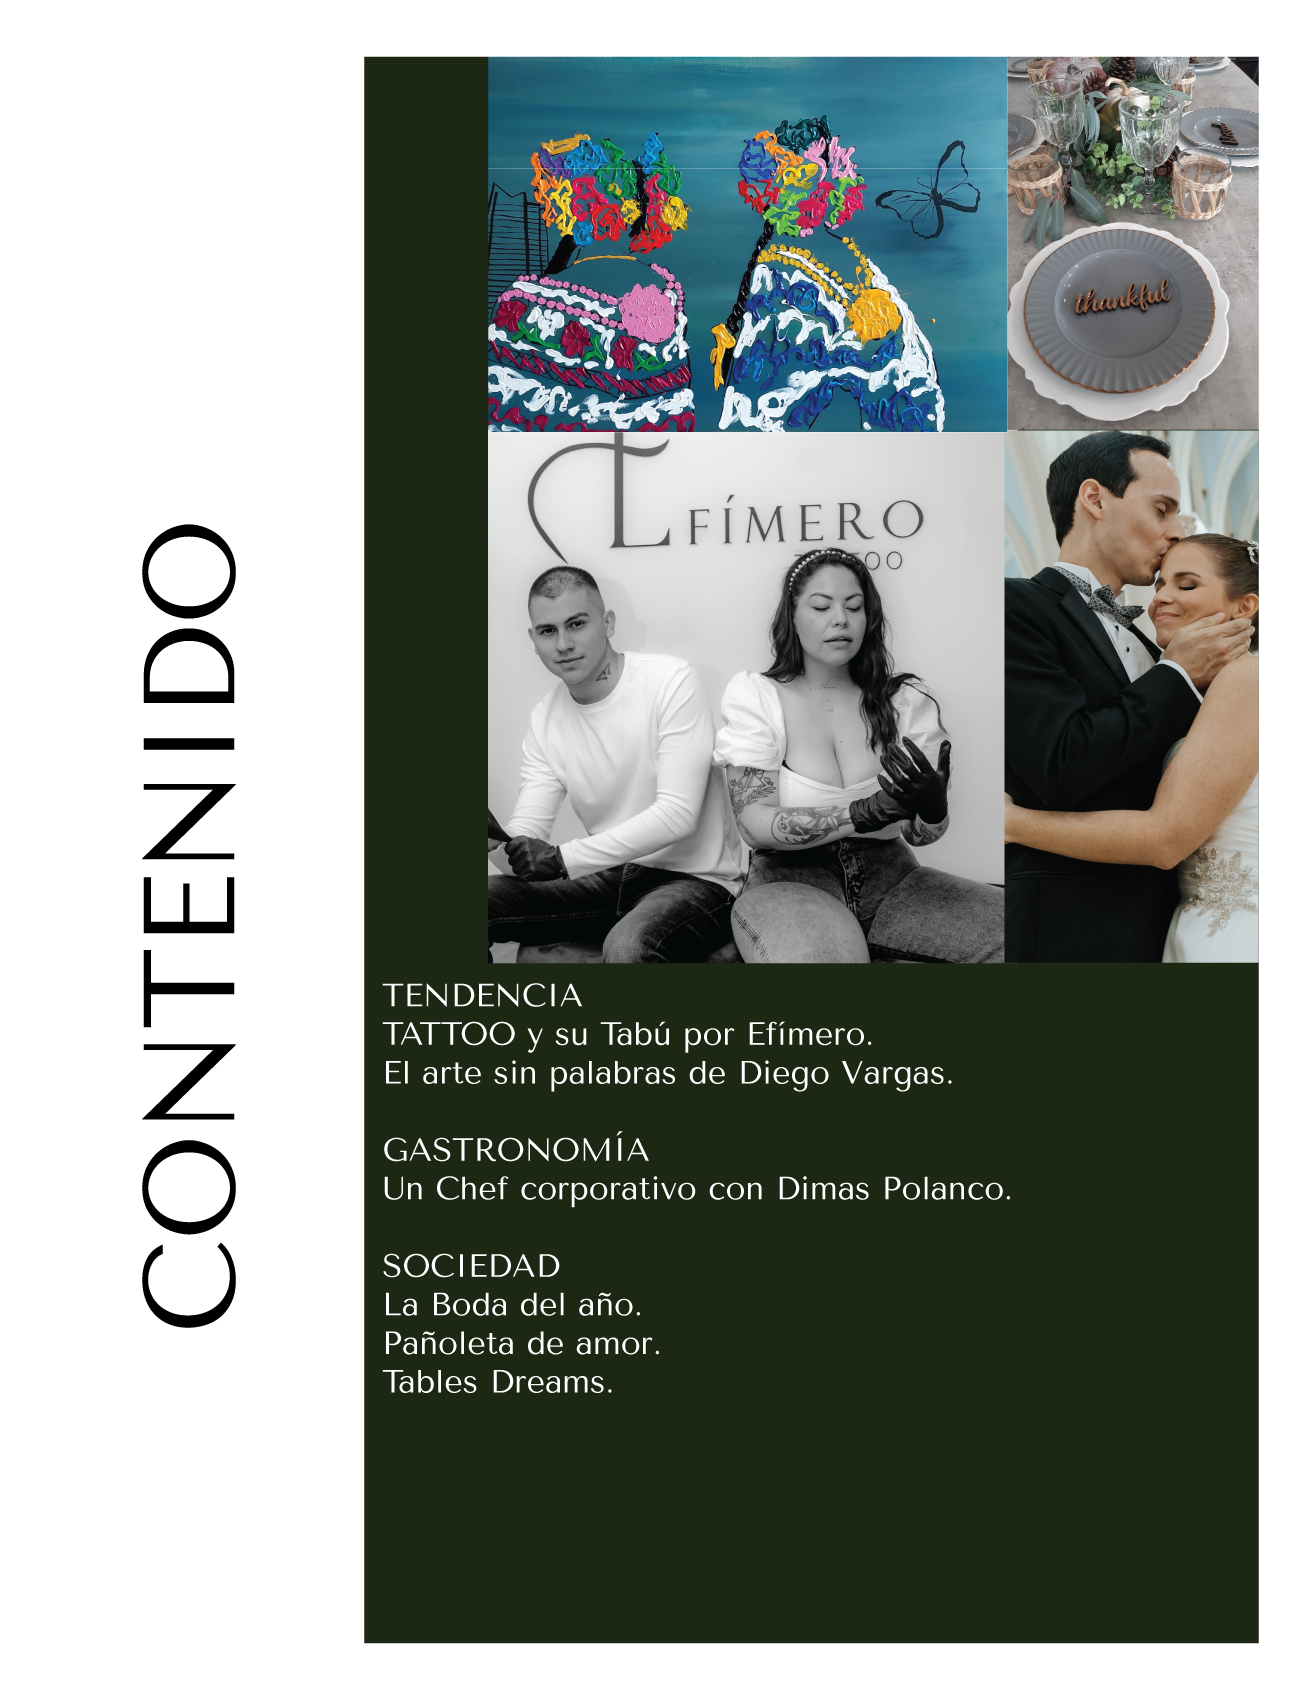 CONTENIDO
thankful
EFÍMERO
TENDENCIA
TATTOO y su Tabú por Efímero.
El arte sin palabras de Diego Vargas.
GASTRONOMÍA
Un Chef corporativo con Dimas Polanco.
SOCIEDAD
La Boda del año.
Pañoleta de amor.
Tables Dreams.